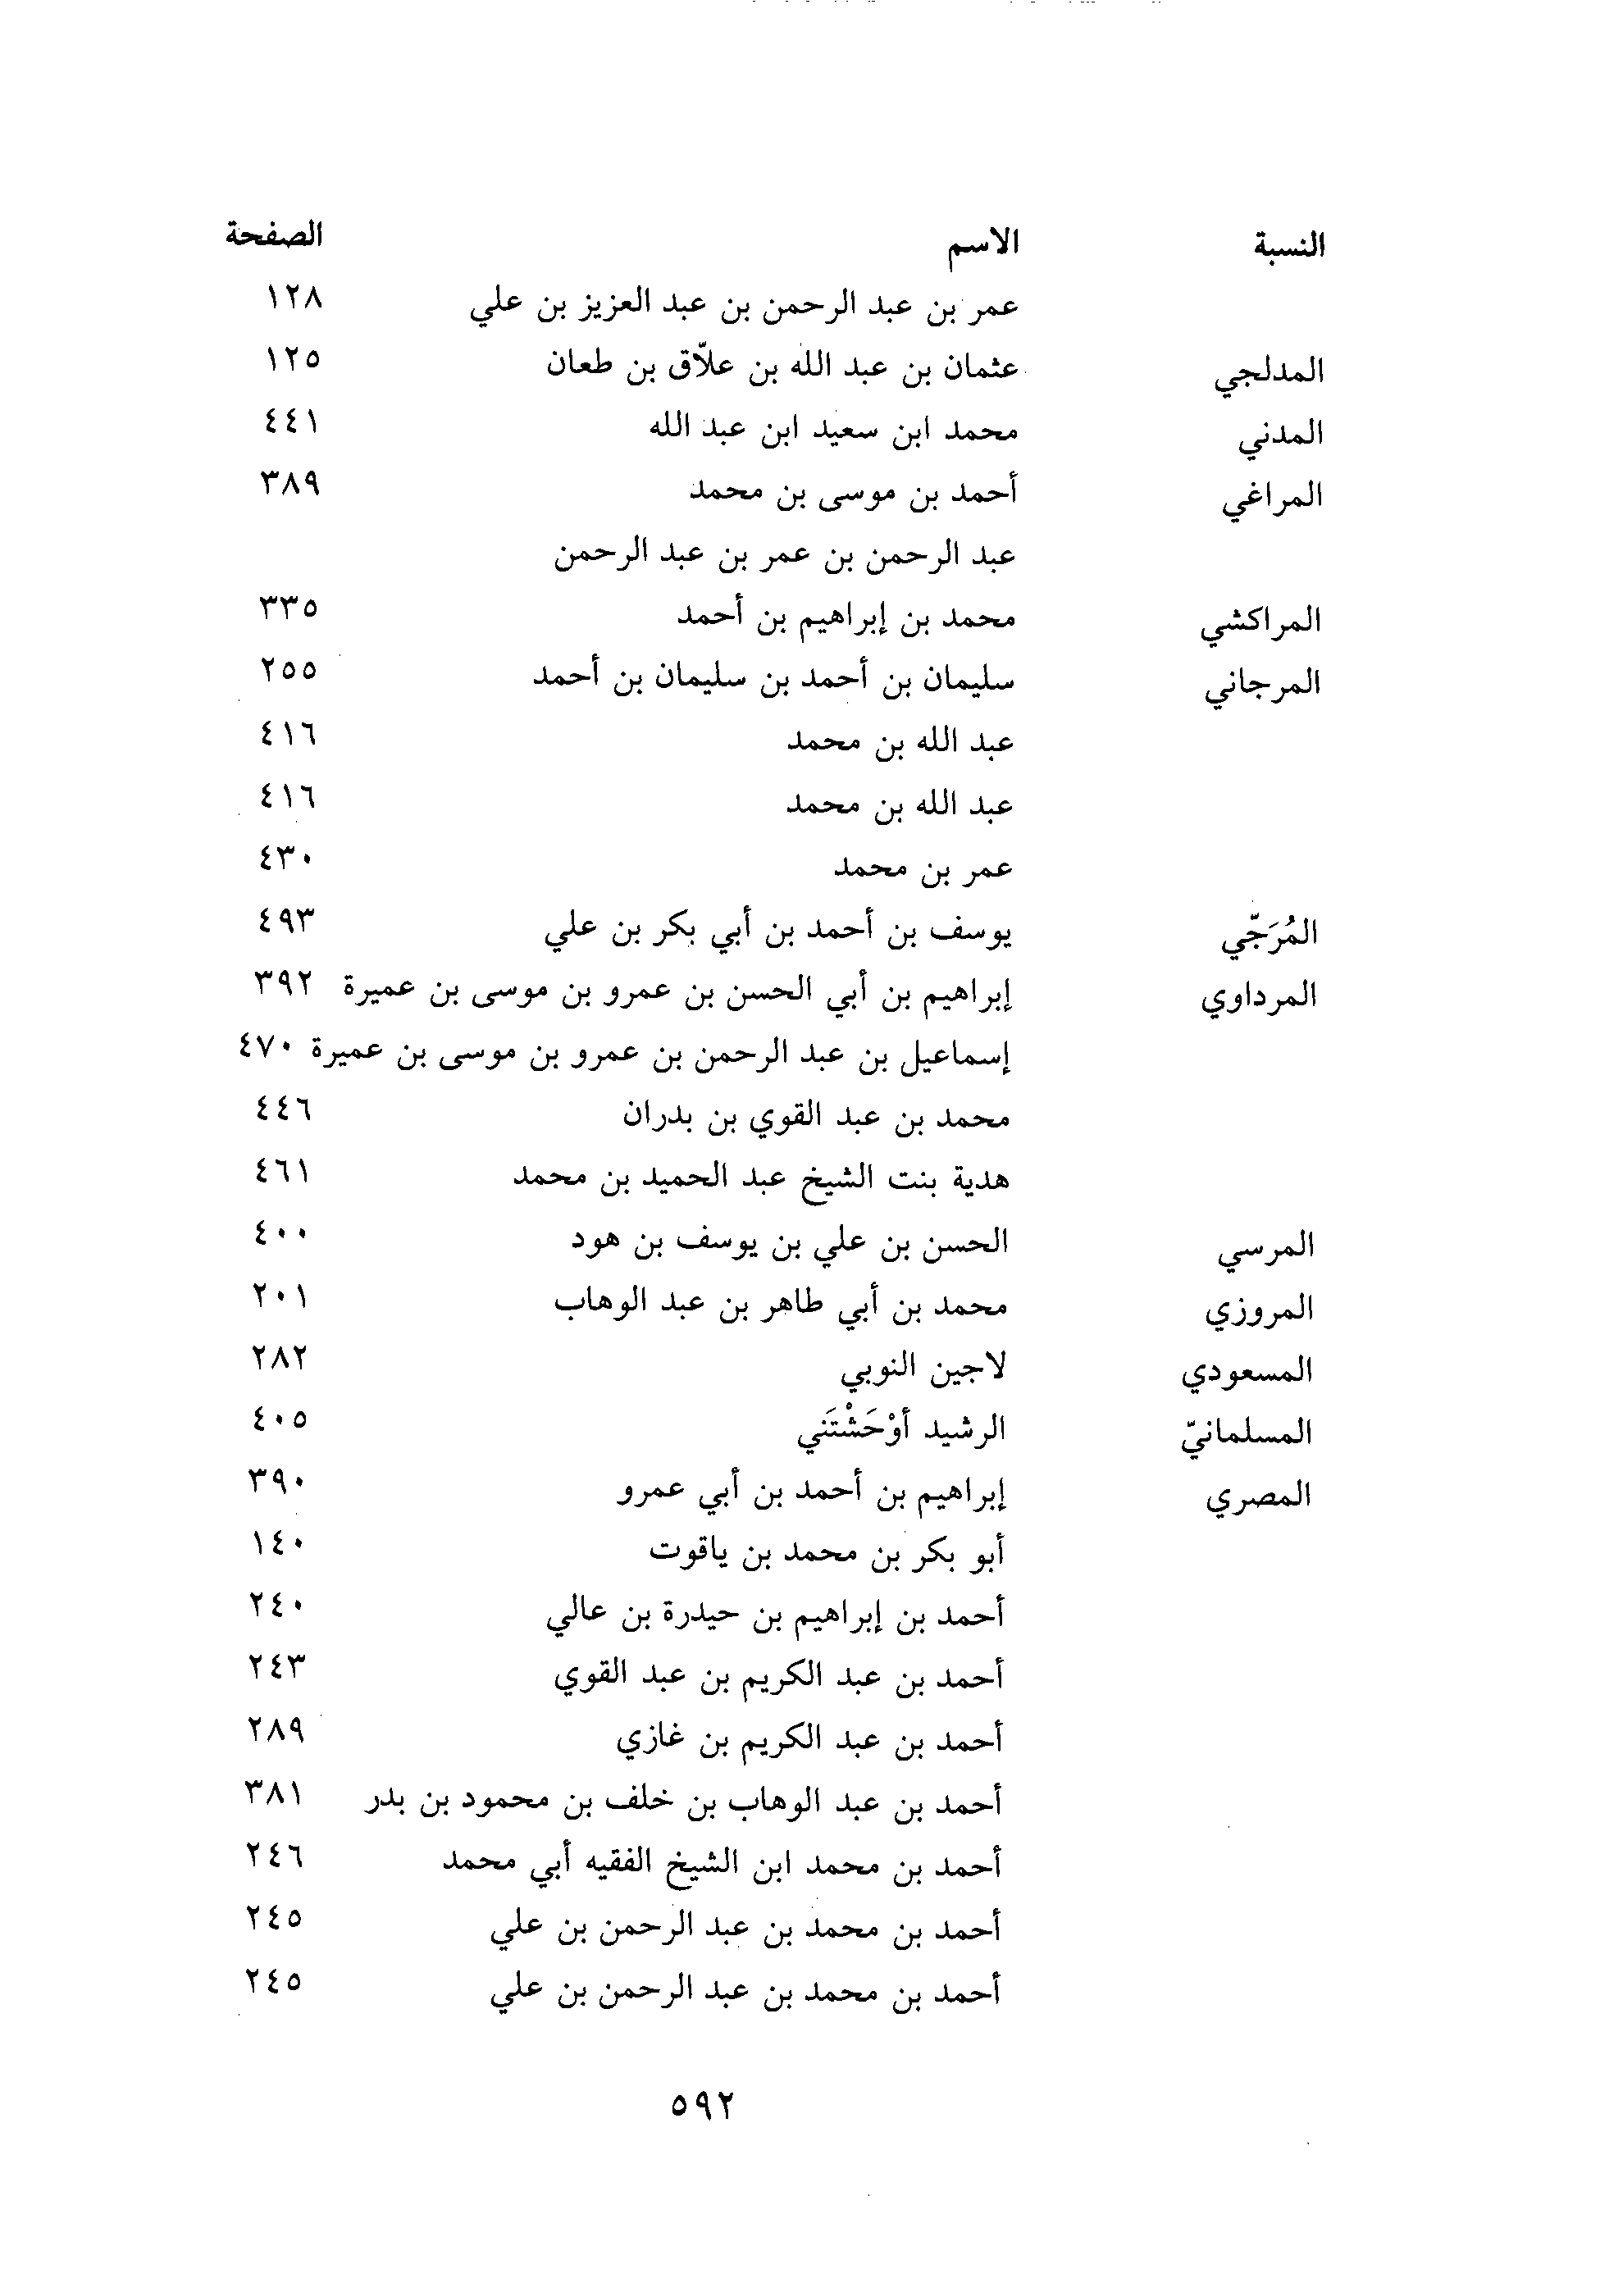 النسبة الاسم الصفحة
عمر بن عبد الرحمن بن عبد العزيز بن علي ١٢٨
المدلجي عثمان بن عبد الله بن علاّق بن طعان ١٢٥
المدني محمد ابن سعيد ابن عبد الله ٤٤١
المراغي أحمد بن موسى بن محمد ٣٨٩
عبد الرحمن بن عمر بن عبد الرحمن
المراكشي محمد بن إبراهيم بن أحمد ٣٣٥
المرجاني سليمان بن أحمد بن سليمان بن أحمد ٢٥٥
عبد الله بن محمد ٤١٦
عبد الله بن محمد ٤١٦
عمر بن محمد ٤٣٠
المُرَجّي يوسف بن أحمد بن أبي بكر بن علي ٤٩٣
المرداوي إبراهيم بن أبي الحسن بن عمرو بن موسى بن عميرة ٣٩٢
إسماعيل بن عبد الرحمن بن عمرو بن موسى بن عميرة ٤٧٠
محمد بن عبد القوي بن بدران ٤٤٦
هدية بنت الشيخ عبد الحميد بن محمد ٤٦١
المرسي الحسن بن علي بن يوسف بن هود ٤٠٠
المروزي محمد بن أبي طاهر بن عبد الوهاب ٢٠١
المسعودي لاجين النوبي ٢٨٢
المسلمانيّ الرشيد أوْحَشْتَني ٤٠٥
المصري إبراهيم بن أحمد بن أبي عمرو ٣٩٠
أبو بكر بن محمد بن ياقوت ١٤٠
أحمد بن إبراهيم بن حيدرة بن عالي ٢٤٠
أحمد بن عبد الكريم بن عبد القوي ٢٤٣
أحمد بن عبد الكريم بن غازي ٢٨٩
أحمد بن عبد الوهاب بن خلف بن محمود بن بدر ٣٨١
أحمد بن محمد ابن الشيخ الفقيه أبي محمد ٢٤٦
أحمد بن محمد بن عبد الرحمن بن علي ٢٤٥
أحمد بن محمد بن عبد الرحمن بن علي ٢٤٥
٥٩٢